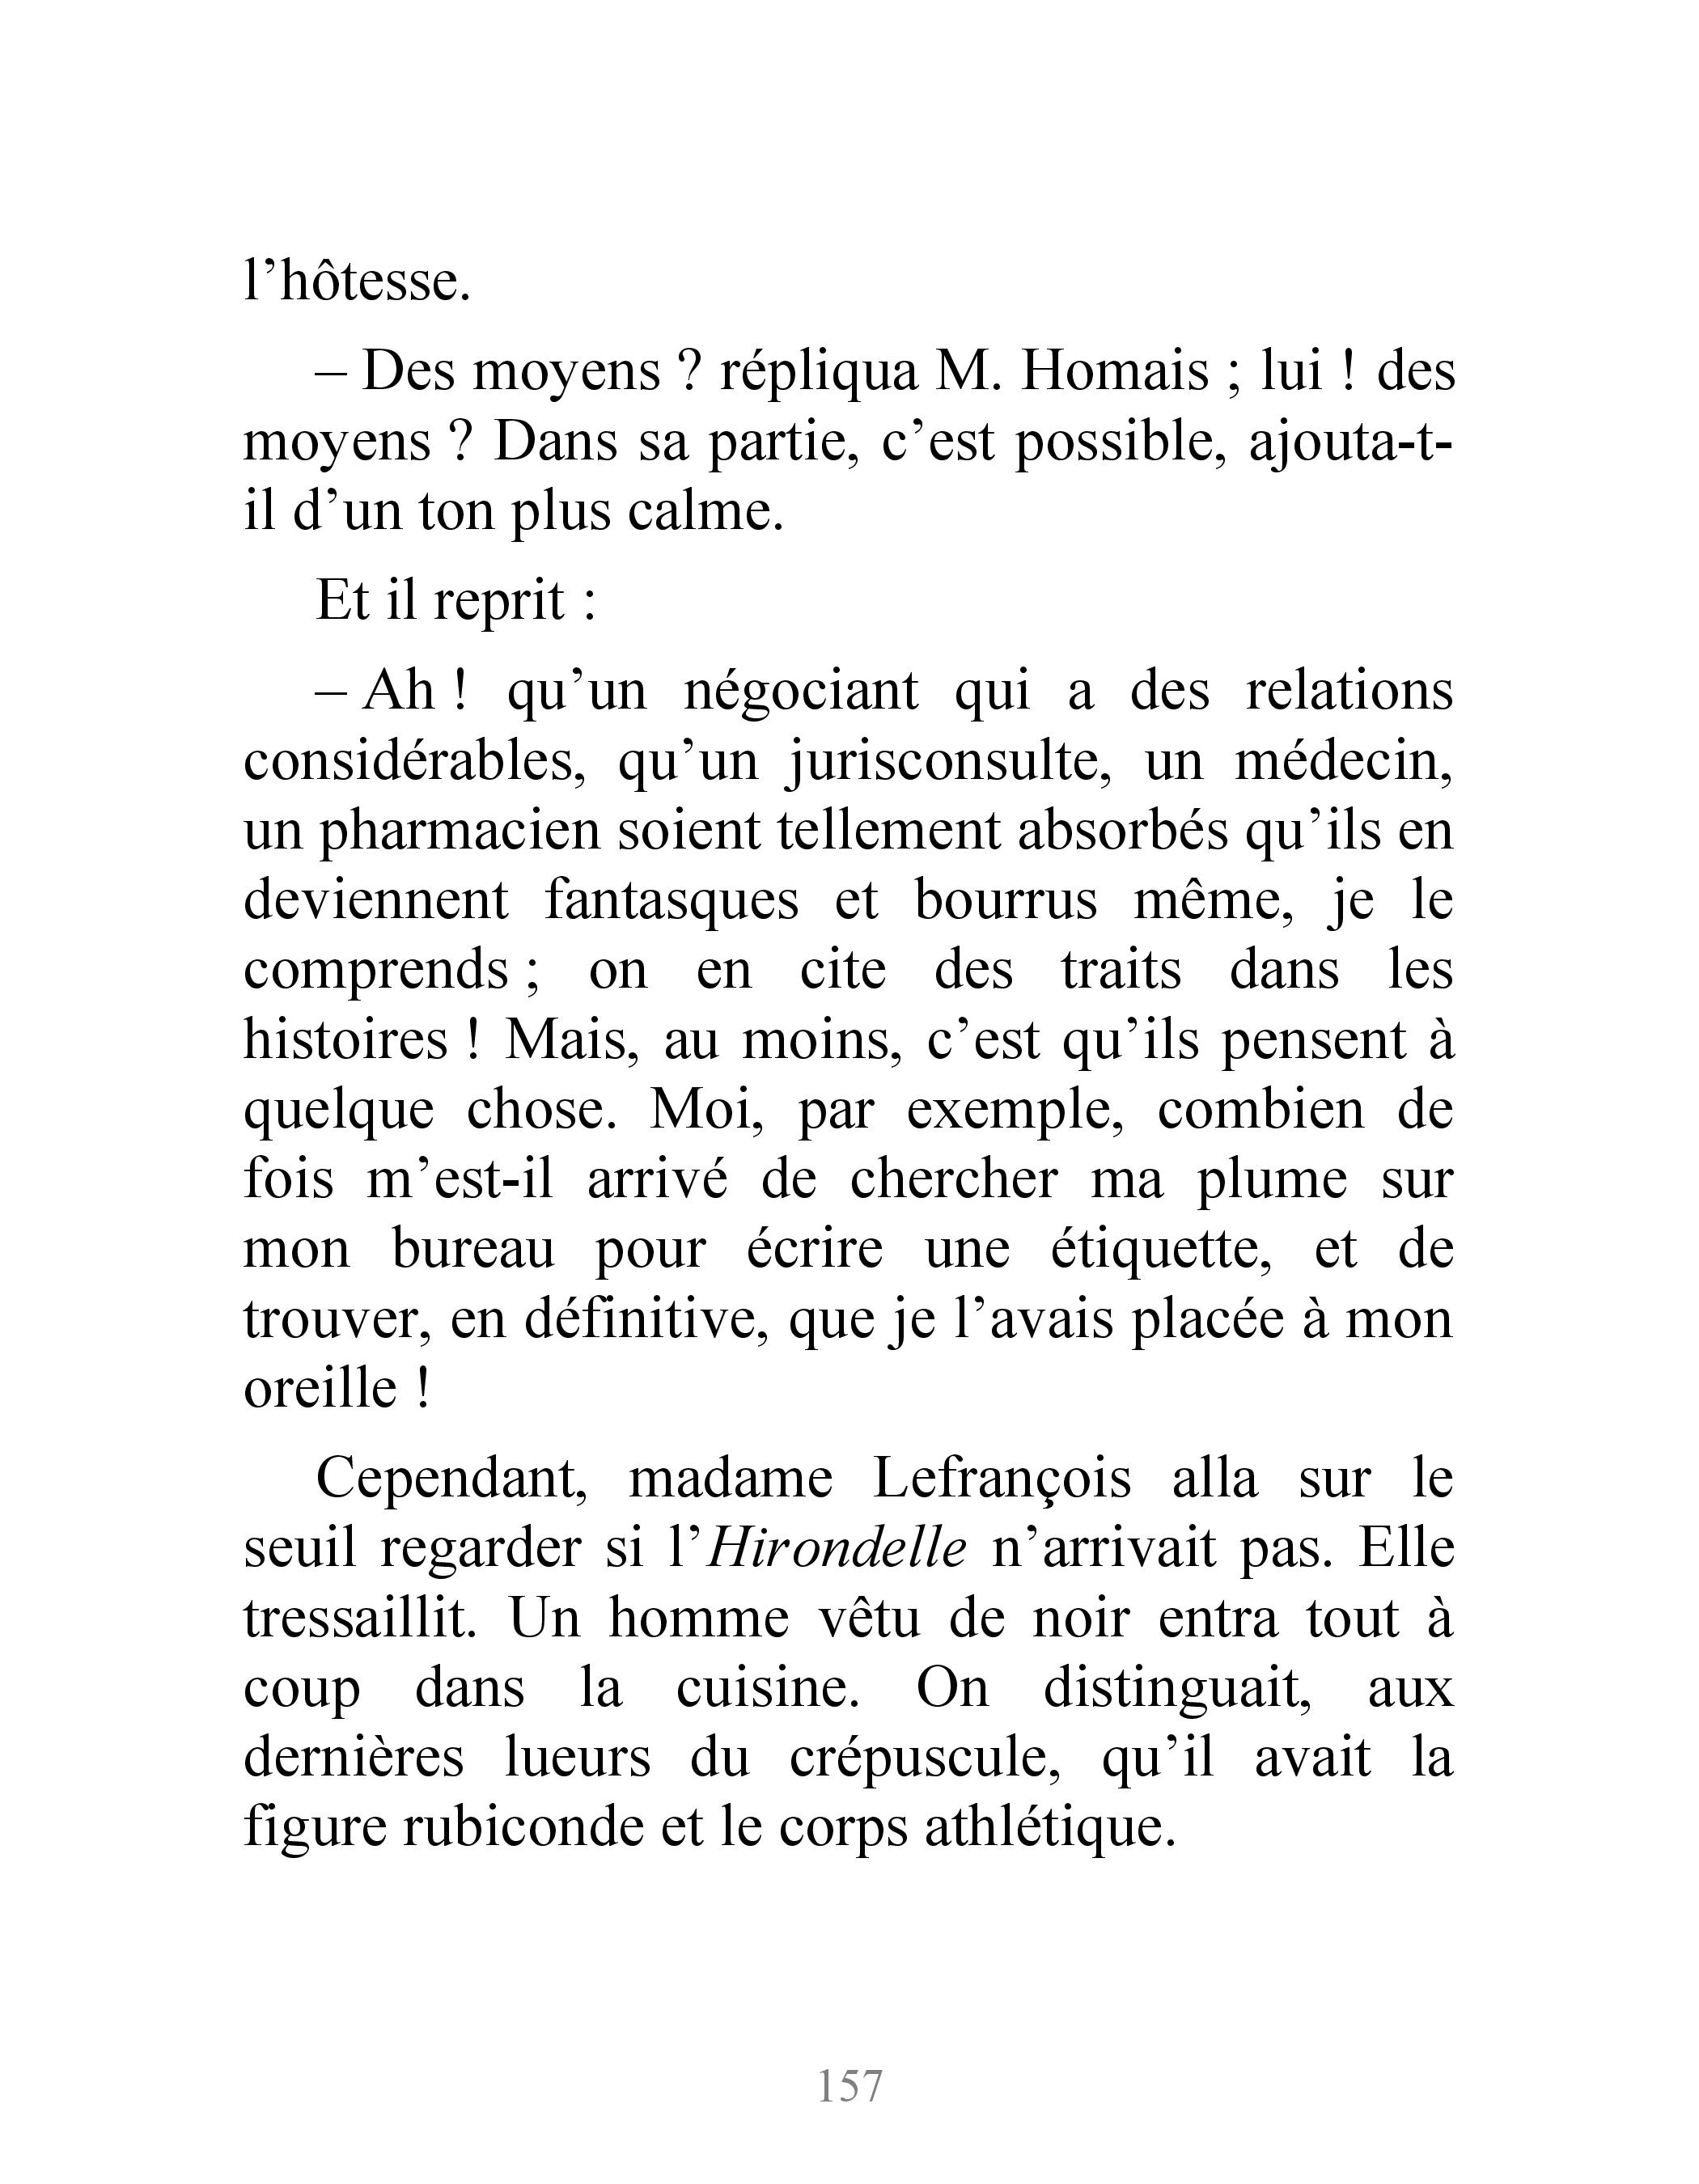 l’hôtesse.
– Des moyens ? répliqua M. Homais ; lui ! des
moyens ? Dans sa partie, c’est possible, ajouta-t-
il d’un ton plus calme.
Et il reprit :
– Ah ! qu’un négociant qui a des relations
considérables, qu’un jurisconsulte, un médecin,
un pharmacien soient tellement absorbés qu’ils en
deviennent fantasques et bourrus même, je le
comprends ; on en cite des traits dans les
histoires ! Mais, au moins, c’est qu’ils pensent à
quelque chose. Moi, par exemple, combien de
fois m’est-il arrivé de chercher ma plume sur
mon bureau pour écrire une étiquette, et de
trouver, en définitive, que je l’avais placée à mon
oreille !
Cependant, madame Lefrançois alla sur le
seuil regarder si l’Hirondelle n’arrivait pas. Elle
tressaillit. Un homme vêtu de noir entra tout à
coup dans la cuisine. On distinguait, aux
dernières lueurs du crépuscule, qu’il avait la
figure rubiconde et le corps athlétique.
157